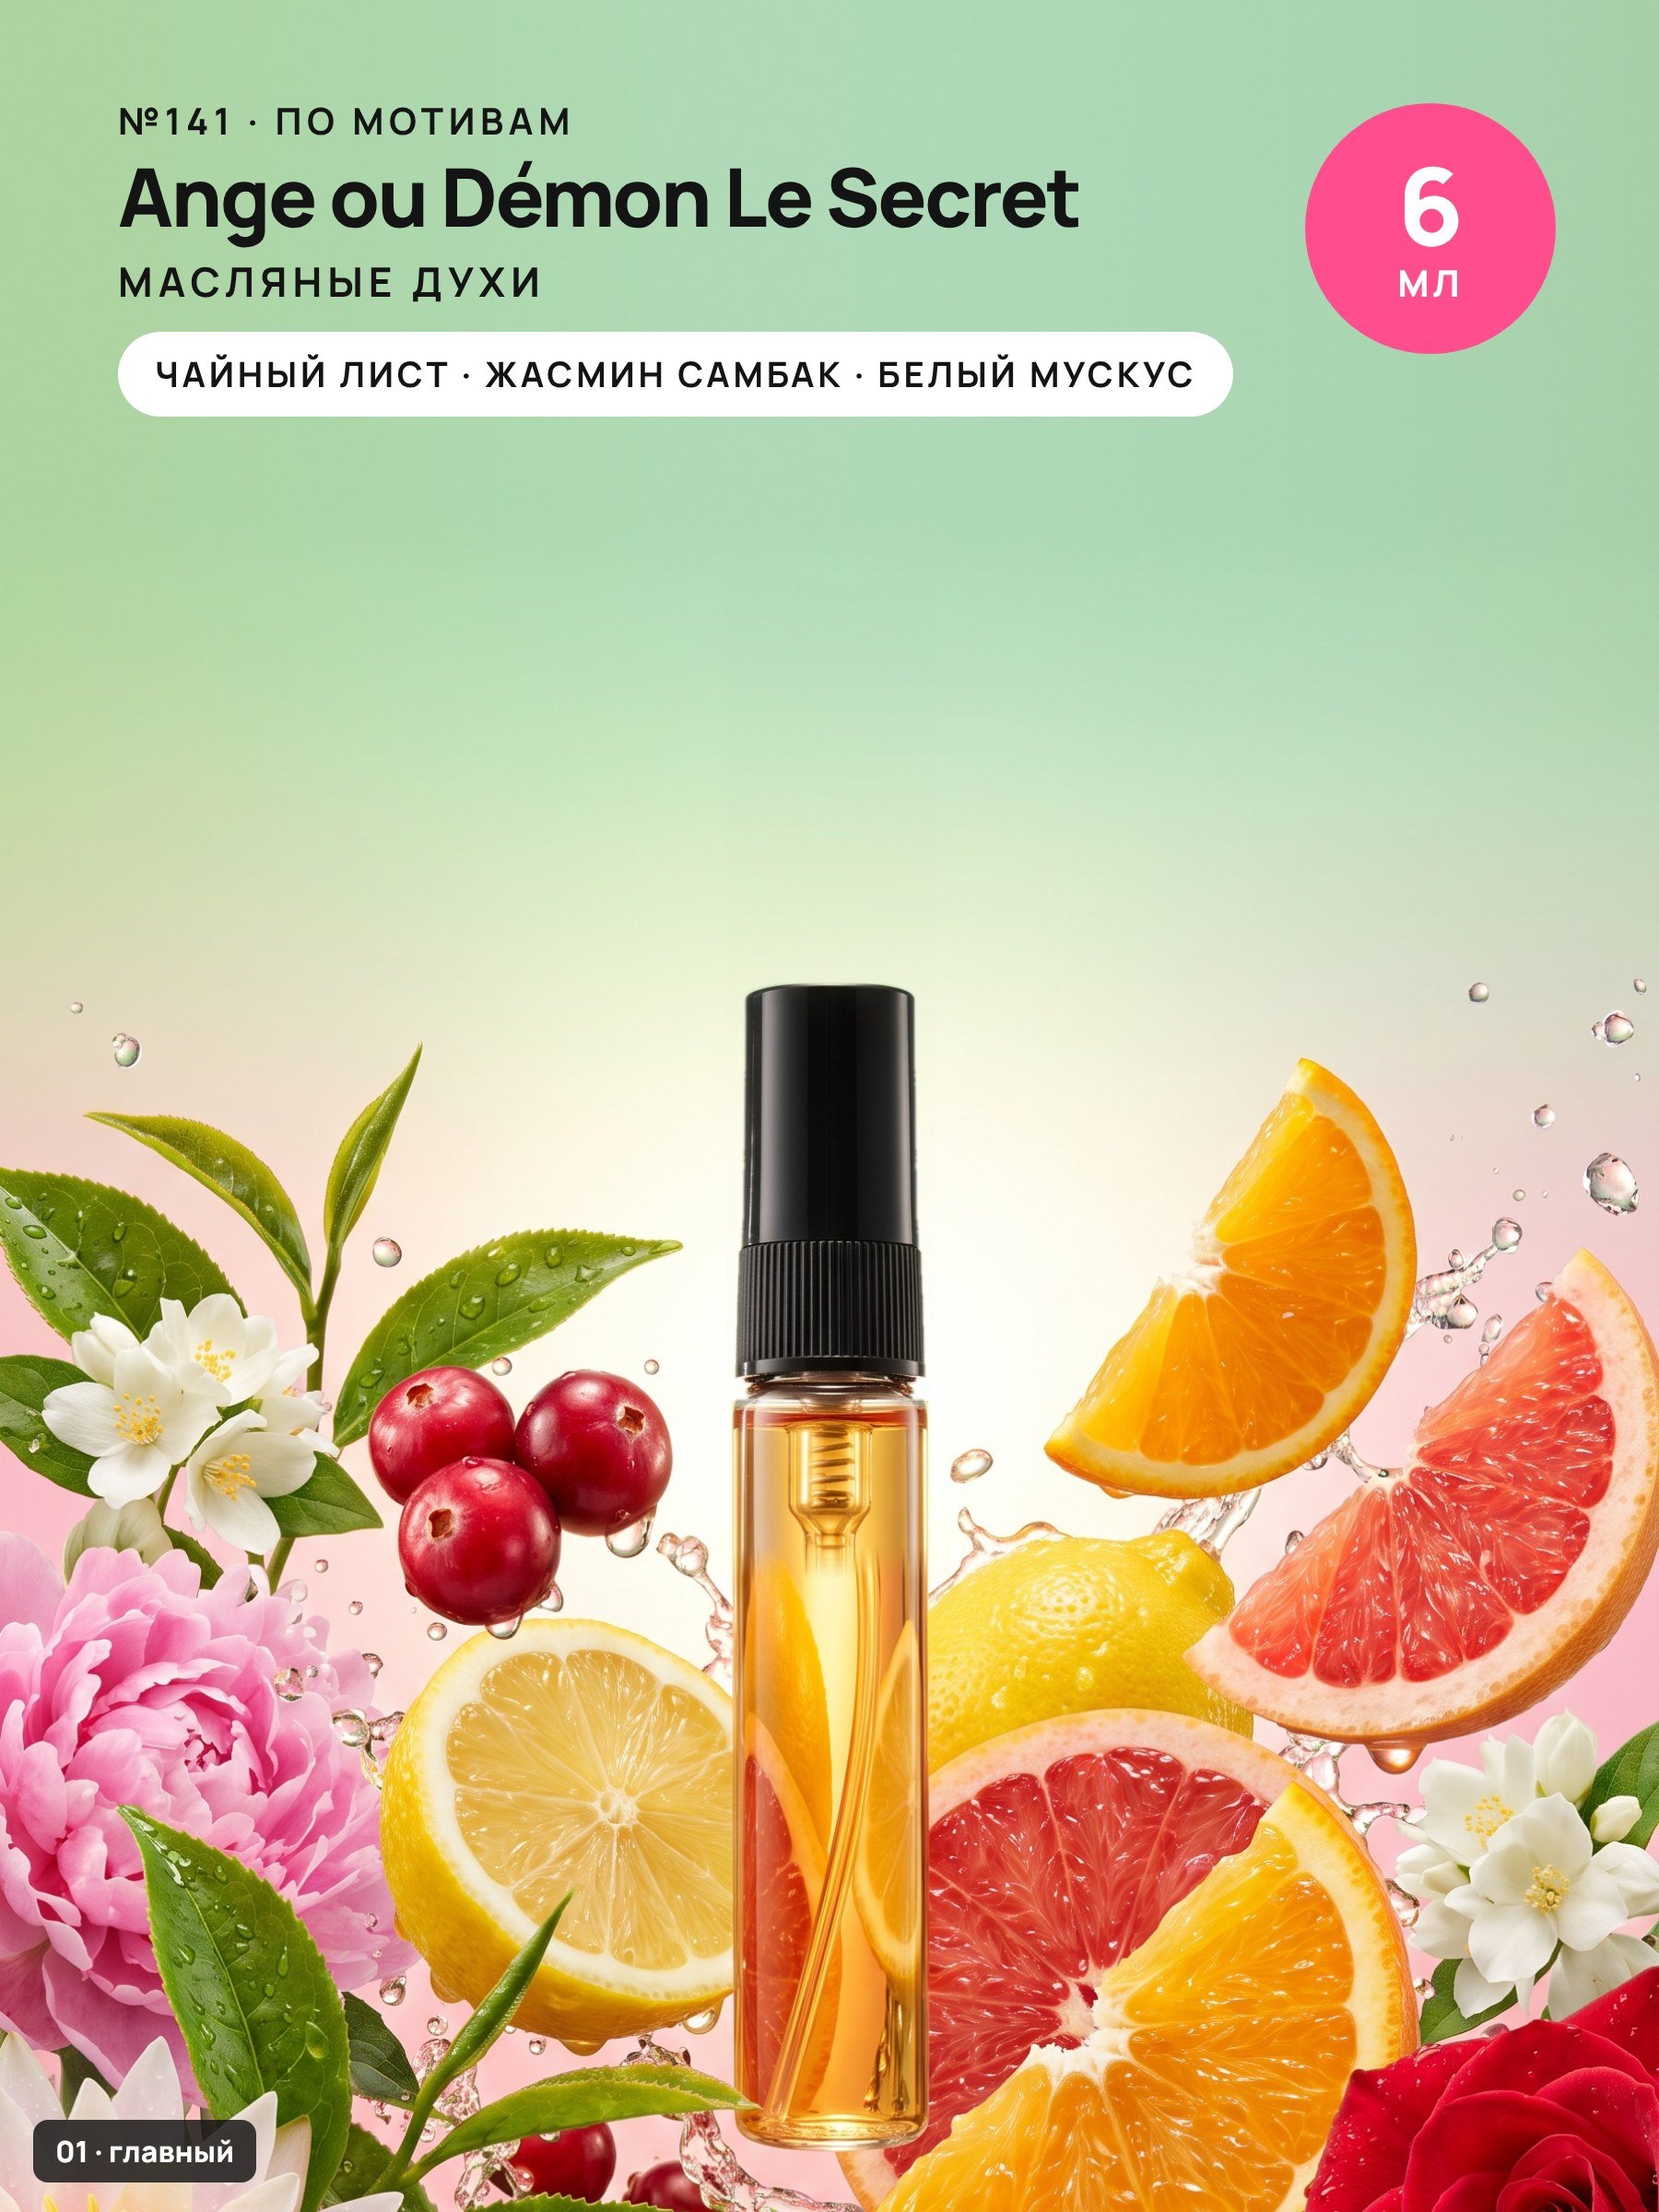 №141 · ПО МОТИВАМ
Ange ou Démon Le Secret
МАСЛЯНЫЕ ДУХИ
6
МЛ
ЧАЙНЫЙ ЛИСТ · ЖАСМИН САМБАК · БЕЛЫЙ МУСКУС
01 · главный